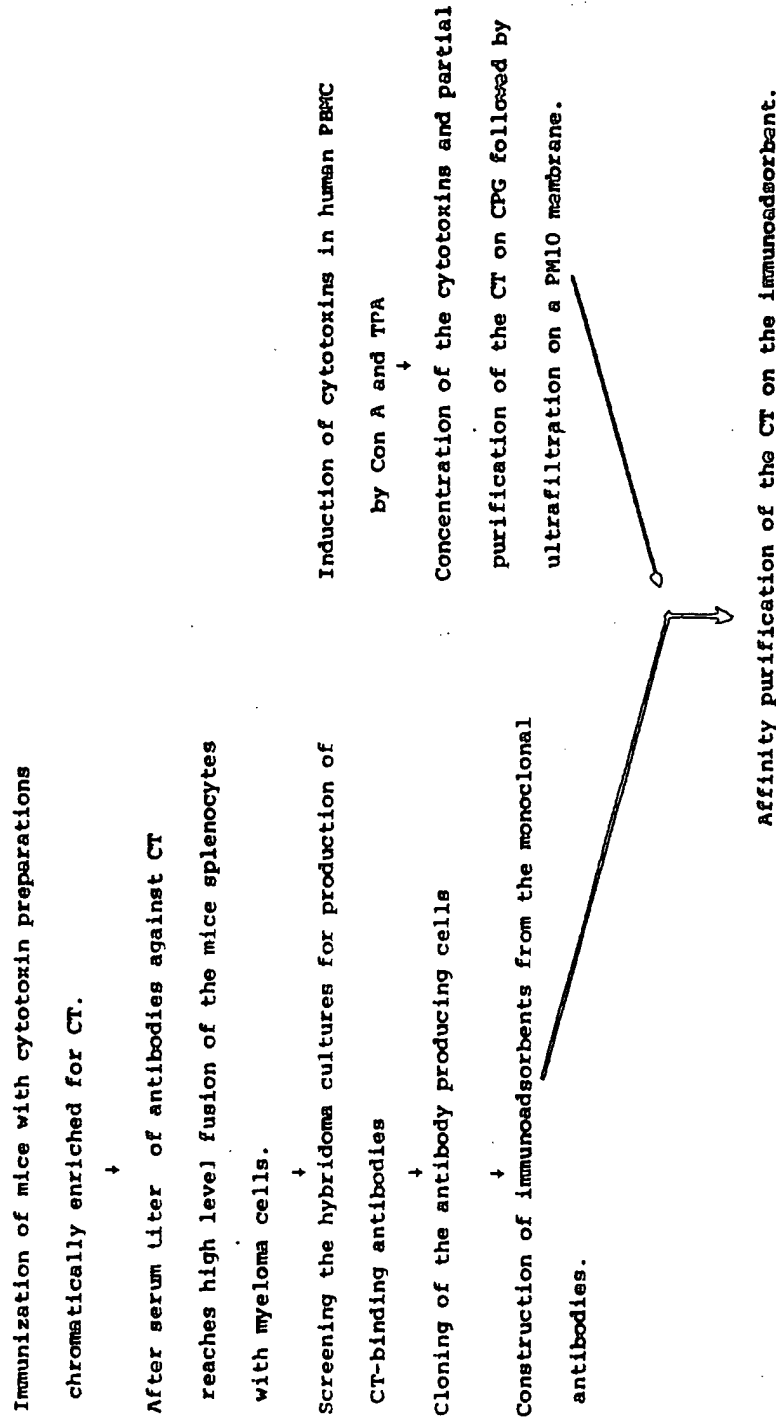 Immunization of mice with cytotoxin preparations
chromatically enriched for CT.
↓
After serum titer of antibodies against CT
reaches high level fusion of the mice splenocytes
with myeloma cells.
↓
Screening the hybridoma cultures for production of
CT-binding antibodies
↓
Cloning of the antibody producing cells
↓
Construction of immunoadsorbents from the monoclonal
antibodies.
Induction of cytotoxins in human PBMC
by Con A and TPA
↓
Concentration of the cytotoxins and partial
purification of the CT on CPG followed by
ultrafiltration on a PM10 membrane.
Affinity purification of the CT on the immunoadsorbent.